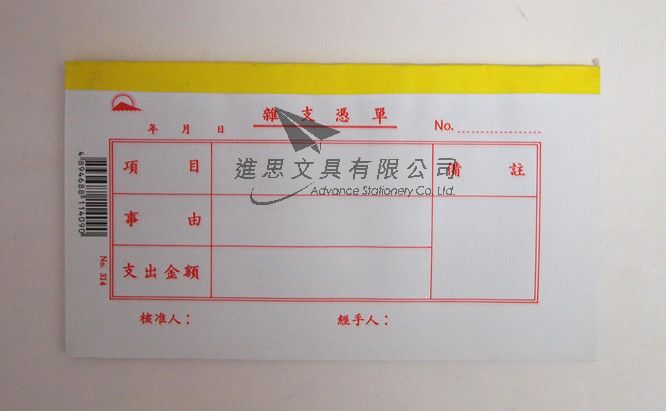 雜支憑單
年 月 日 No.
進思文具有限公司
Advance Stationery Co. Ltd.
項目 備註
事由
支出金額
核准人： 經手人：
4894688114090
No. 314